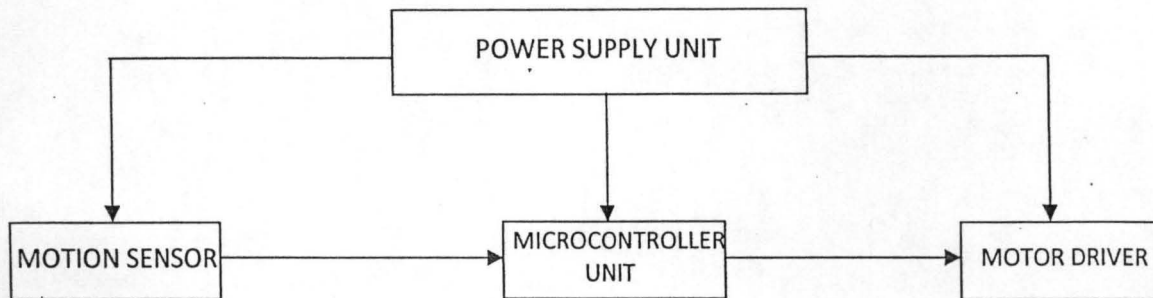 POWER SUPPLY UNIT
MOTION SENSOR
MICROCONTROLLER
UNIT
MOTOR DRIVER